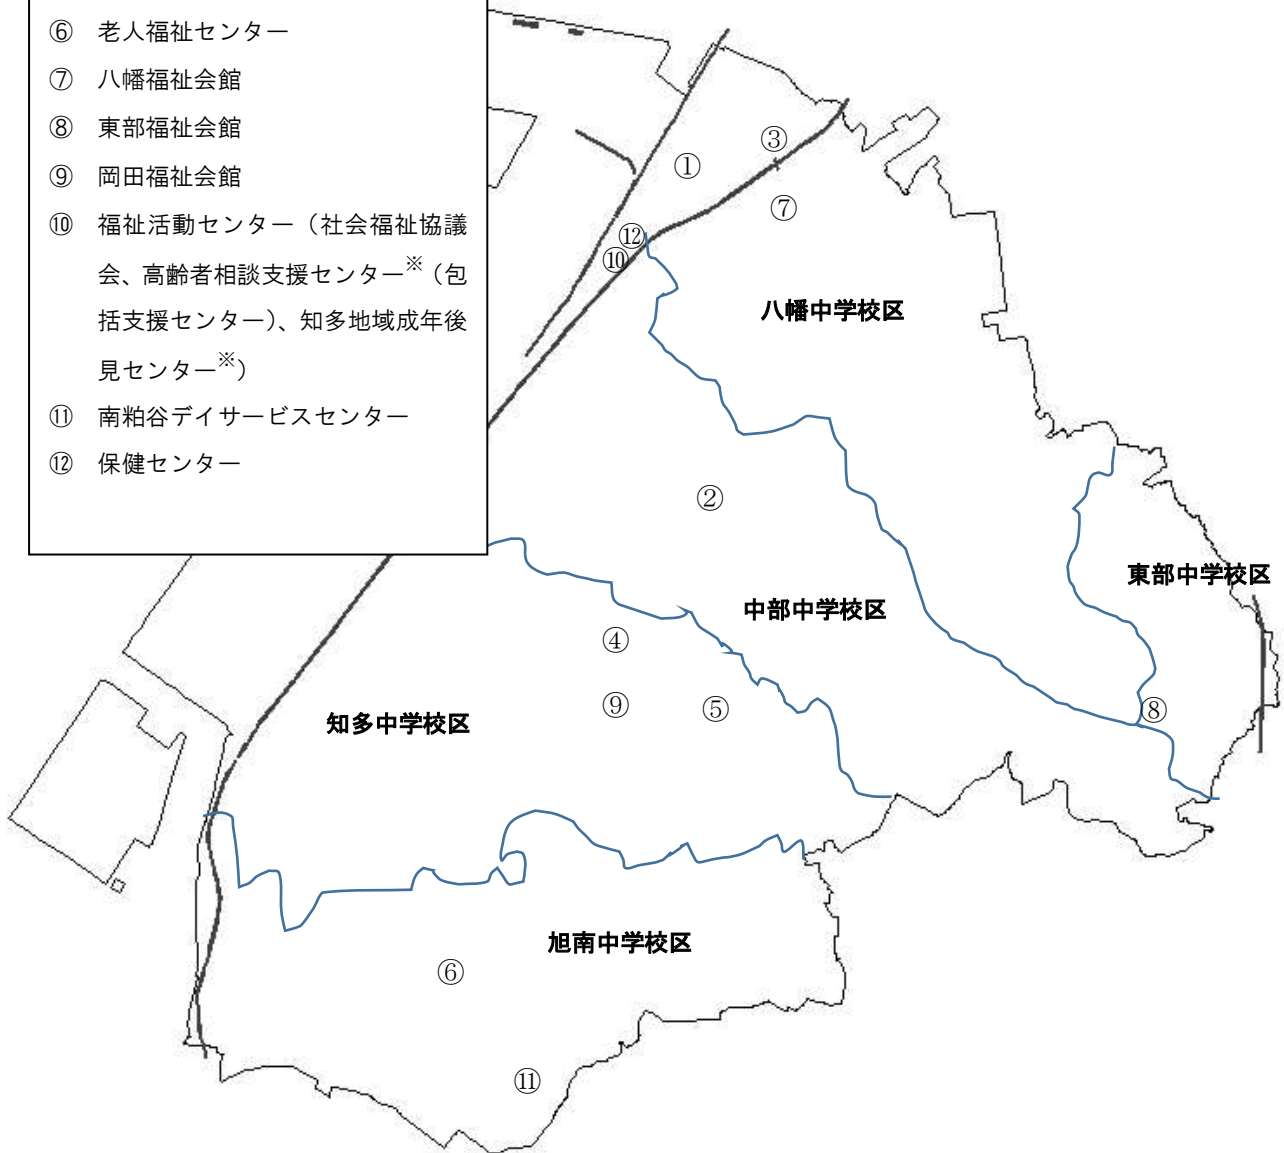 ⑥ 老人福祉センター
⑦ 八幡福祉会館
⑧ 東部福祉会館
⑨ 岡田福祉会館
⑩ 福祉活動センター（社会福祉協議
会、高齢者相談支援センター※（包
括支援センター）、知多地域成年後
見センター※）
⑪ 南粕谷デイサービスセンター
⑫ 保健センター
③
①
⑦
⑫
⑩
八幡中学校区
②
東部中学校区
中部中学校区
④
⑨
⑤
⑧
知多中学校区
旭南中学校区
⑥
⑪